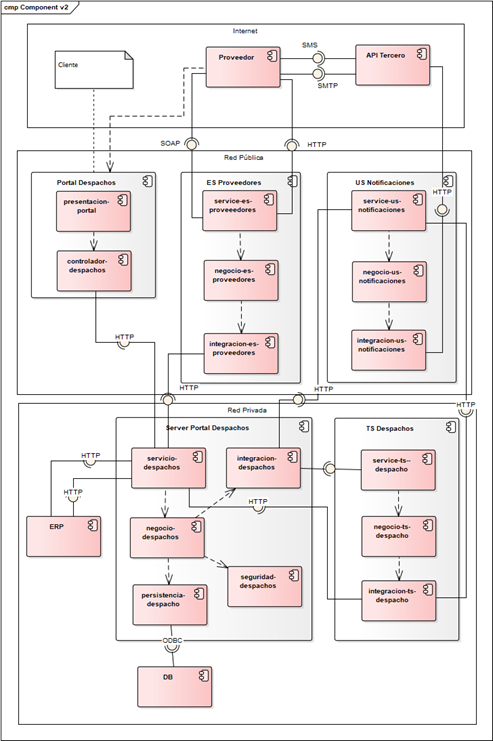 cmp Component v2
Internet
Cliente
Proveedor
SMS
SMTP
API Tercero
SOAP
HTTP
Red Pública
HTTP
Portal Despachos
presentacion-
portal
controlador-
despachos
ES Proveedores
service-es-
proveeedores
negocio-es-
proveedores
integracion-es-
proveedores
US Notificaciones
service-us-
notificaciones
negocio-us-
notificaciones
integracion-us-
notificaciones
HTTP
HTTP
HTTP
HTTP
Red Privada
Server Portal Despachos
servicio-
despachos
integracion-
despachos
negocio-
despachos
seguridad-
despachos
persistencia-
despacho
TS Despachos
service-ts--
despacho
negocio-ts-
despacho
integracion-ts-
despacho
HTTP
HTTP
HTTP
ERP
ODBC
DB